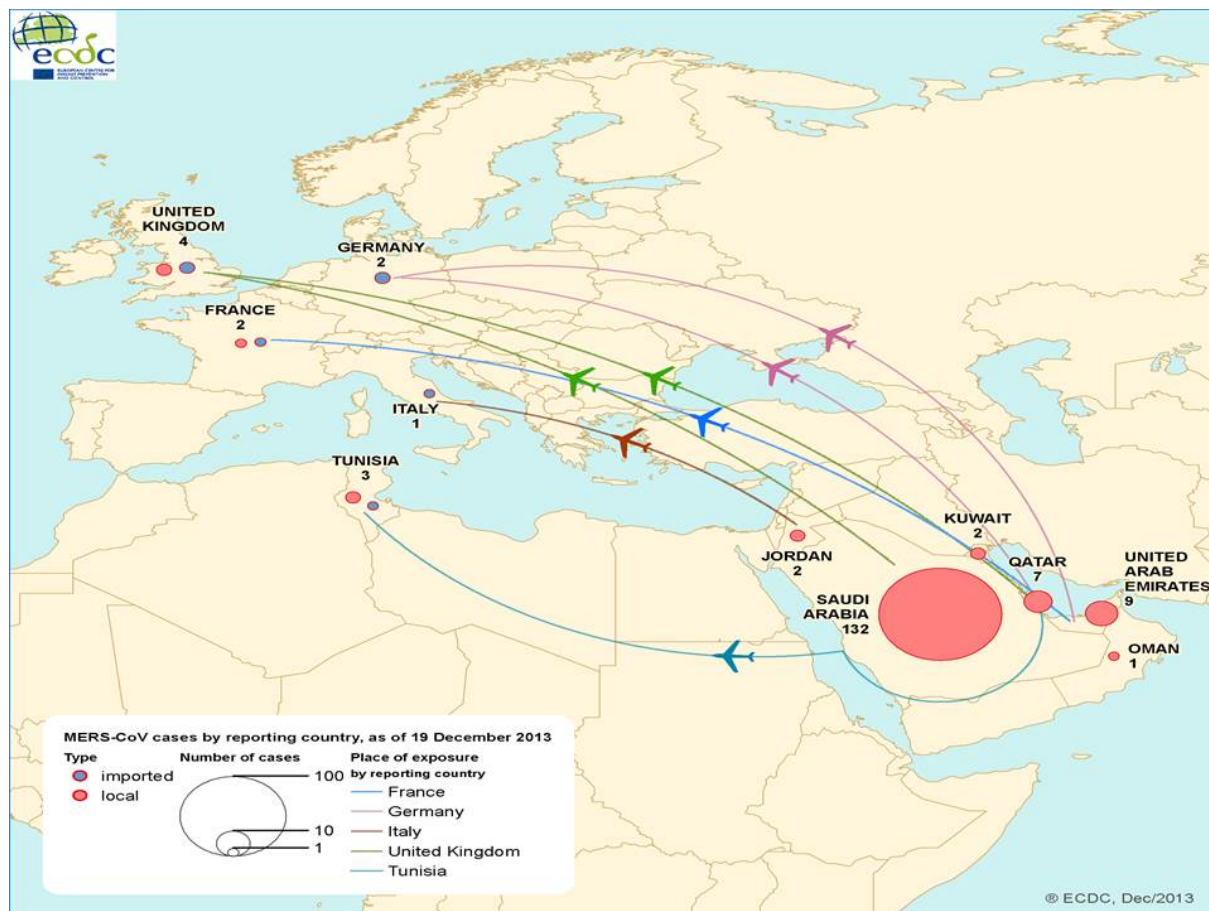 ecdc
EUROPEAN CENTRE FOR
DISEASE PREVENTION
AND CONTROL
UNITED
KINGDOM
4
GERMANY
2
FRANCE
2
ITALY
1
TUNISIA
3
JORDAN
2
KUWAIT
2
QATAR
7
UNITED
ARAB
EMIRATES
9
SAUDI
ARABIA
132
OMAN
1
MERS-CoV cases by reporting country, as of 19 December 2013
Type
imported
local
Number of cases
100
10
1
Place of exposure
by reporting country
France
Germany
Italy
United Kingdom
Tunisia
® ECDC, Dec/2013